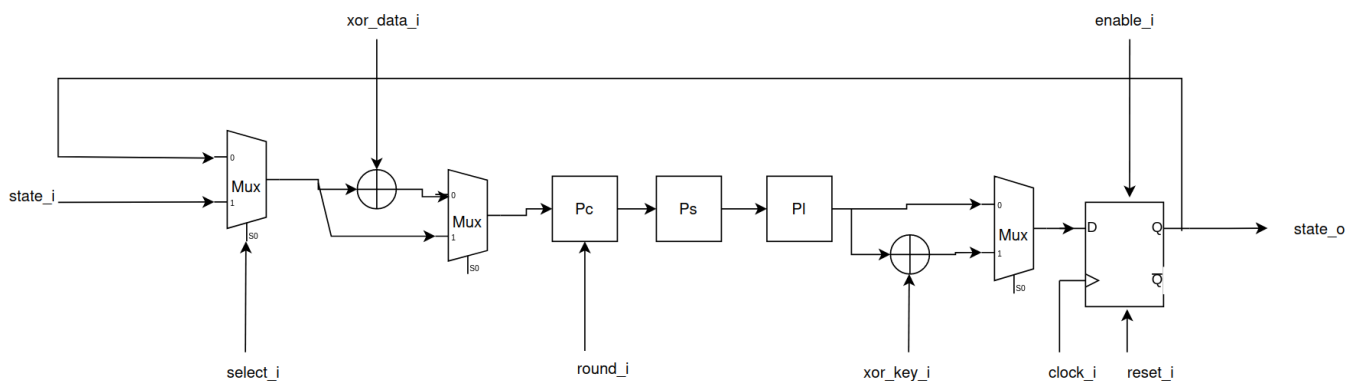 xor_data_i
enable_i
0
Mux
state_i
1
S0
0
Mux
1
S0
Pc
Ps
Pl
0
Mux
1
S0
D
Q
Q̅
state_o
select_i
round_i
xor_key_i
clock_i
reset_i